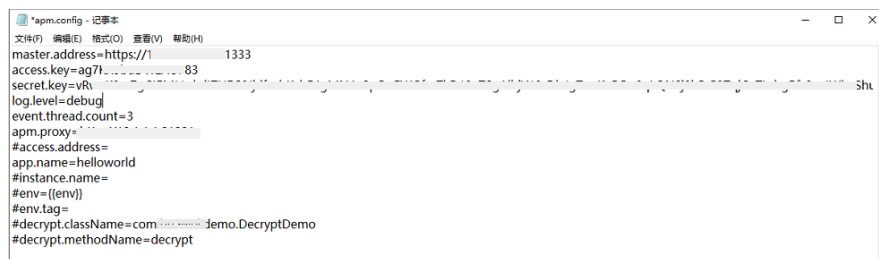 *apm.config - 记事本
文件(F) 编辑(E) 格式(O) 查看(V) 帮助(H)
master.address=https://1 1333
access.key=ag7 83
secret.key=vR
log.level=debug
event.thread.count=3
apm.proxy=
#access.address=
app.name=helloworld
#instance.name=
#env={{env}}
#env.tag=
#decrypt.className=com demo.DecryptDemo
#decrypt.methodName=decrypt